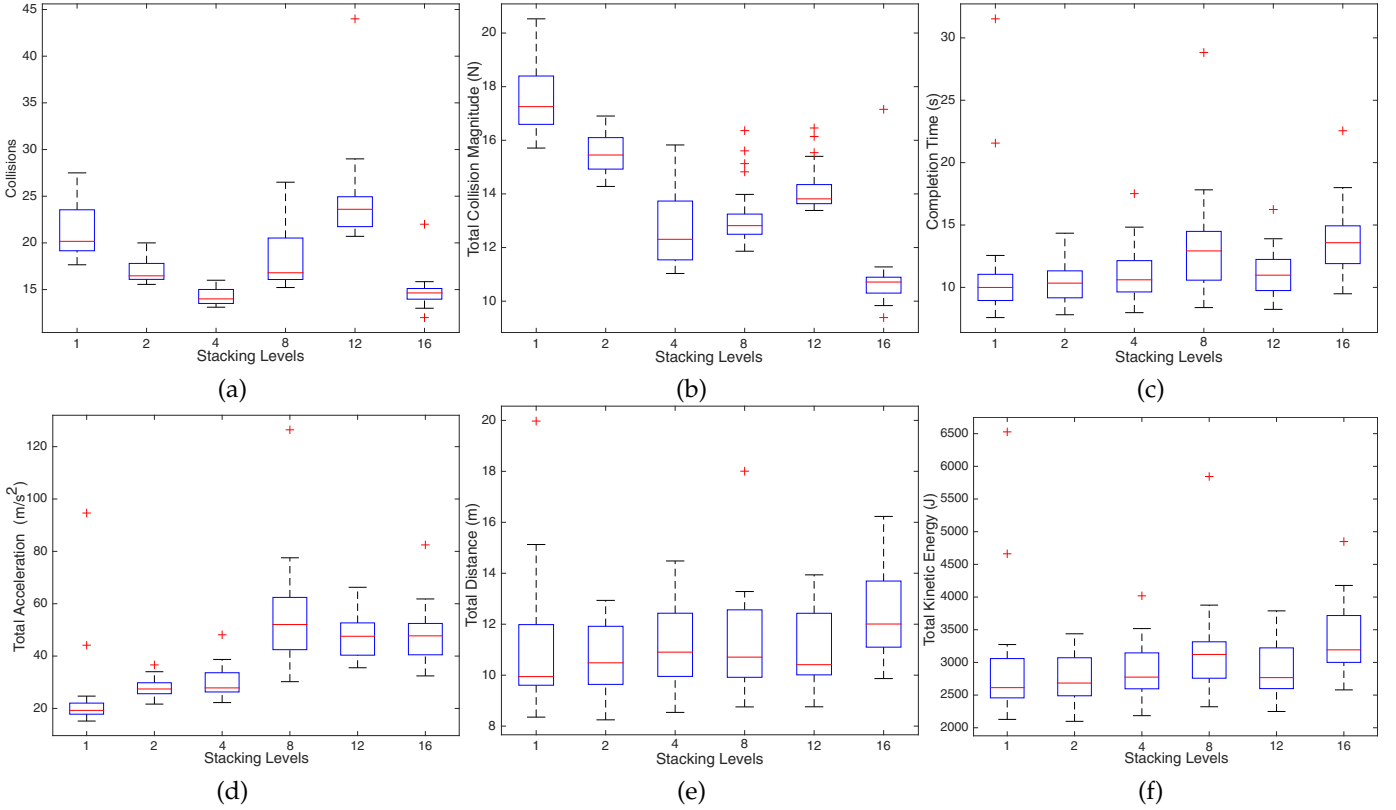 45
40
35
30
25
20
15
Collisions
1 2 4 8 12 16
Stacking Levels
(a)
20
18
16
14
12
10
Total Collision Magnitude (N)
1 2 4 8 12 16
Stacking Levels
(b)
30
25
20
15
10
Completion Time (s)
1 2 4 8 12 16
Stacking Levels
(c)
120
100
80
60
40
20
Total Acceleration (m/s²)
1 2 4 8 12 16
Stacking Levels
(d)
20
18
16
14
12
10
8
Total Distance (m)
1 2 4 8 12 16
Stacking Levels
(e)
6500
6000
5500
5000
4500
4000
3500
3000
2500
2000
Total Kinetic Energy (J)
1 2 4 8 12 16
Stacking Levels
(f)